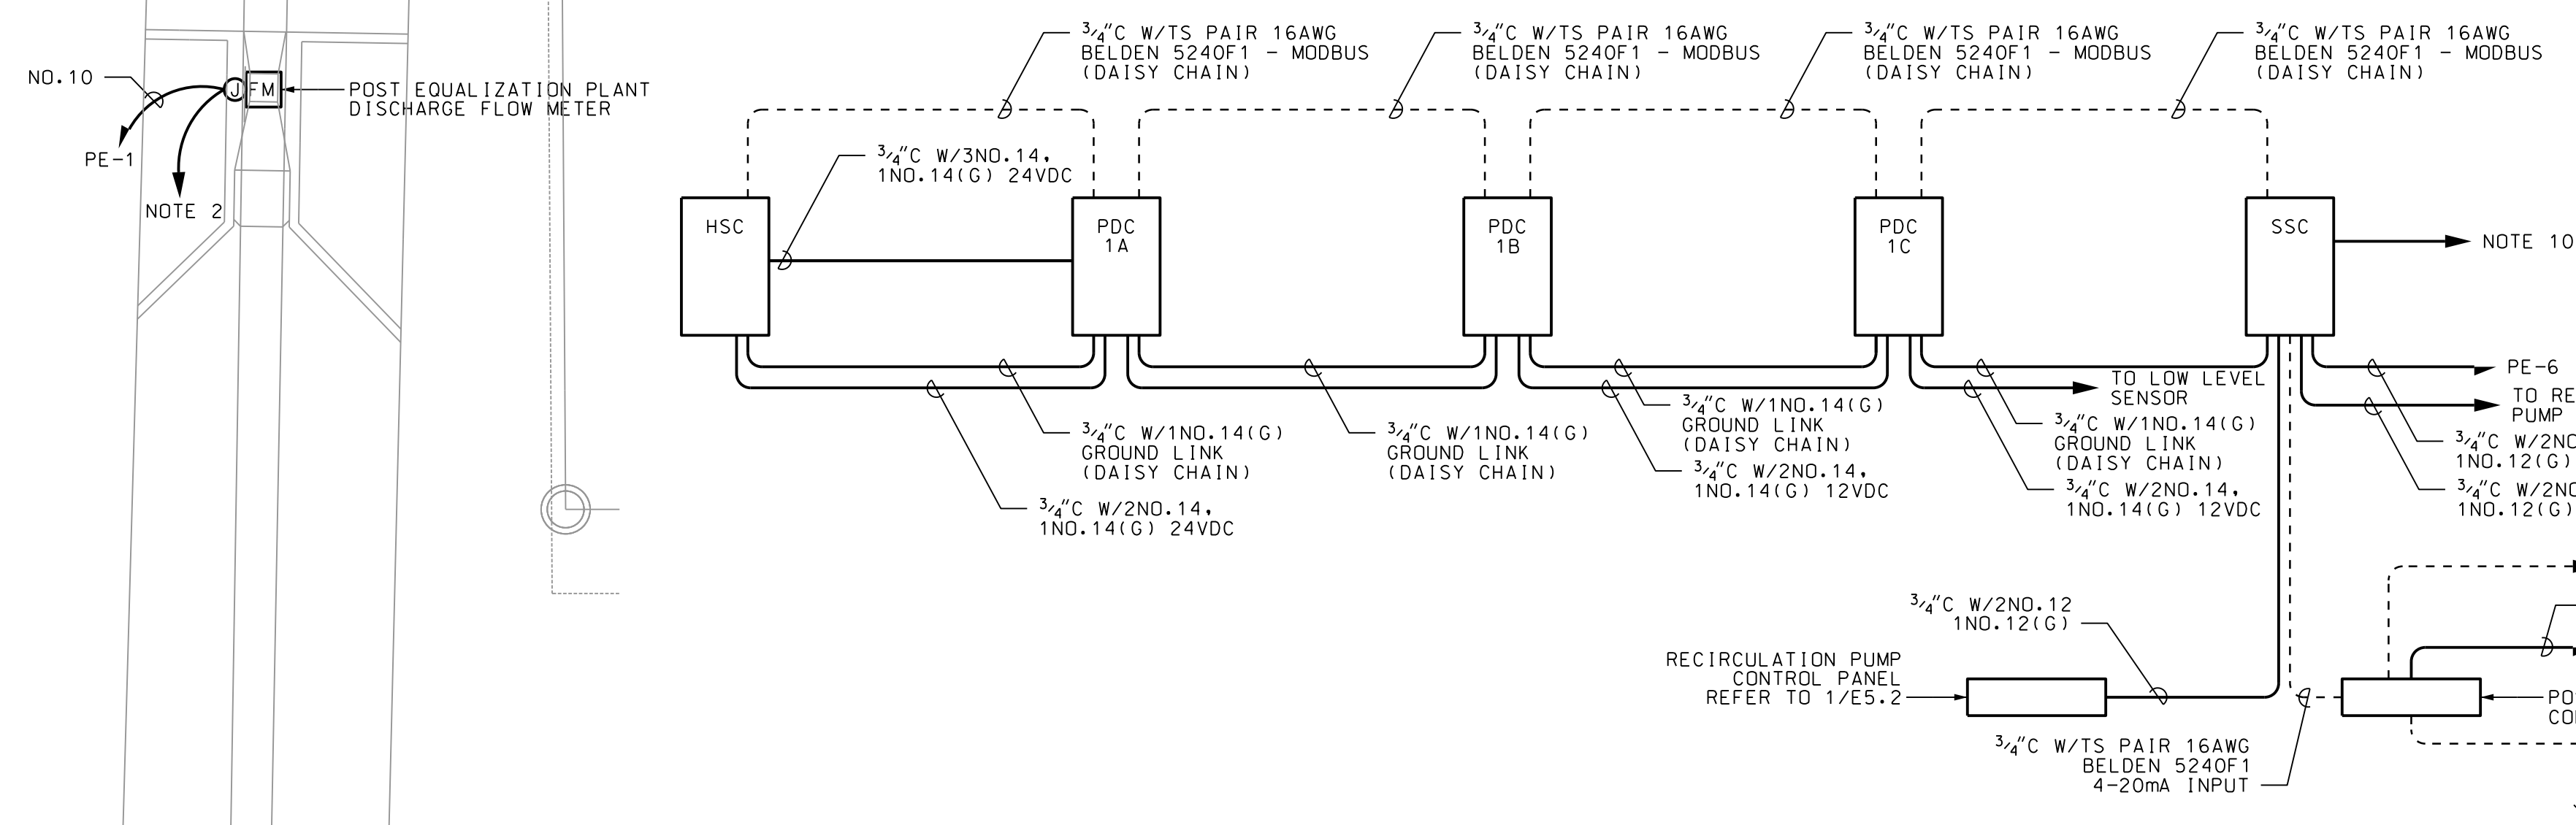 NO.10
J
FM
POST EQUALIZATION PLANT
DISCHARGE FLOW METER
PE-1
NOTE 2
3/4"C W/TS PAIR 16AWG
BELDEN 5240F1 - MODBUS
(DAISY CHAIN)
3/4"C W/TS PAIR 16AWG
BELDEN 5240F1 - MODBUS
(DAISY CHAIN)
3/4"C W/TS PAIR 16AWG
BELDEN 5240F1 - MODBUS
(DAISY CHAIN)
3/4"C W/TS PAIR 16AWG
BELDEN 5240F1 - MODBUS
(DAISY CHAIN)
3/4"C W/3NO.14,
1NO.14(G) 24VDC
HSC
PDC
1A
PDC
1B
PDC
1C
SSC
NOTE 10
PE-6
TO LOW LEVEL
SENSOR
TO RE
PUMP
3/4"C W/1NO.14(G)
GROUND LINK
(DAISY CHAIN)
3/4"C W/2NO.14,
1NO.14(G) 24VDC
3/4"C W/1NO.14(G)
GROUND LINK
(DAISY CHAIN)
3/4"C W/1NO.14(G)
GROUND LINK
(DAISY CHAIN)
3/4"C W/2NO.14,
1NO.14(G) 12VDC
3/4"C W/1NO.14(G)
GROUND LINK
(DAISY CHAIN)
3/4"C W/2NO.14,
1NO.14(G) 12VDC
3/4"C W/2NO
1NO.12(G)
3/4"C W/2NO
1NO.12(G)
3/4"C W/2NO.12
1NO.12(G)
RECIRCULATION PUMP
CONTROL PANEL
REFER TO 1/E5.2
PO
CO
3/4"C W/TS PAIR 16AWG
BELDEN 5240F1
4-20mA INPUT